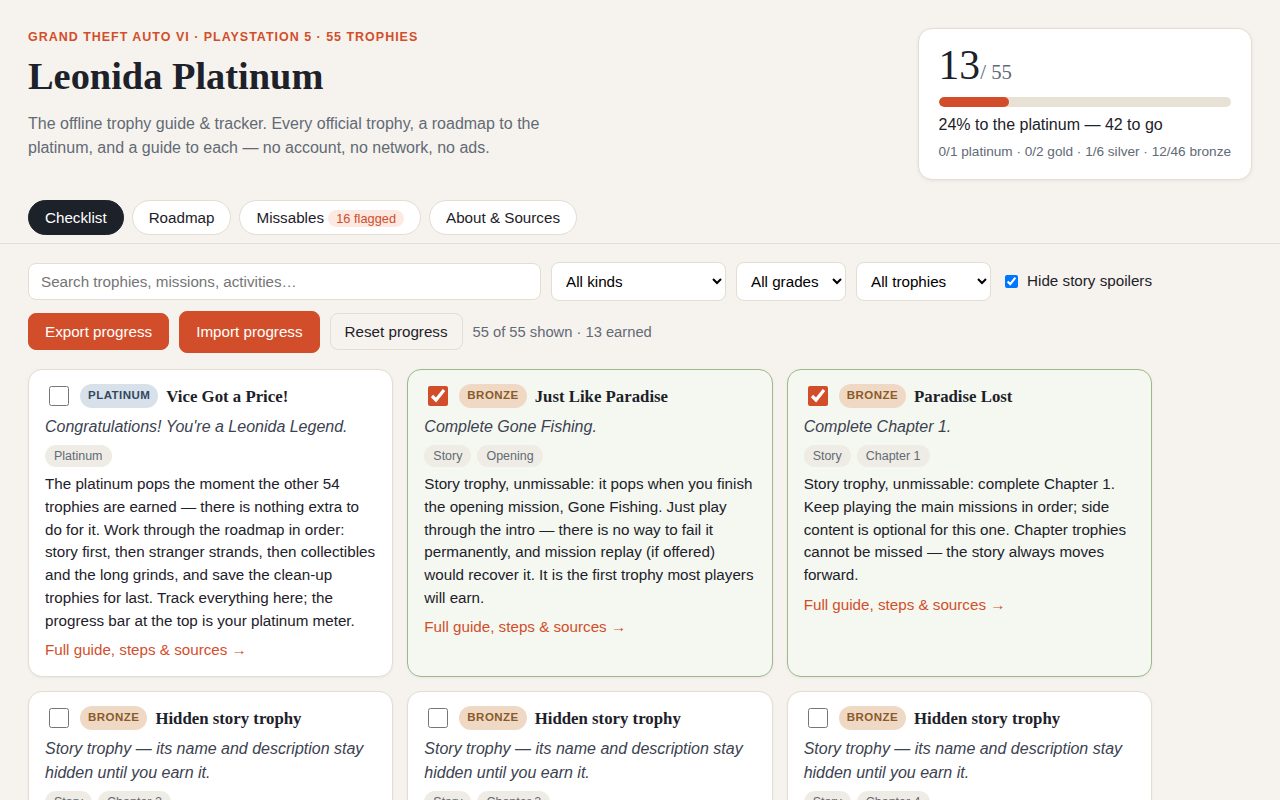 GRAND THEFT AUTO VI · PLAYSTATION 5 · 55 TROPHIES
Leonida Platinum
The offline trophy guide & tracker. Every official trophy, a roadmap to the
platinum, and a guide to each — no account, no network, no ads.
13 / 55
24% to the platinum — 42 to go
0/1 platinum · 0/2 gold · 1/6 silver · 12/46 bronze
Checklist Roadmap Missables 16 flagged About & Sources
Search trophies, missions, activities… All kinds All grades All trophies Hide story spoilers
Export progress Import progress Reset progress 55 of 55 shown · 13 earned
PLATINUM Vice Got a Price!
Congratulations! You're a Leonida Legend.
Platinum
The platinum pops the moment the other 54
trophies are earned — there is nothing extra to
do for it. Work through the roadmap in order:
story first, then stranger strands, then collectibles
and the long grinds, and save the clean-up
trophies for last. Track everything here; the
progress bar at the top is your platinum meter.
Full guide, steps & sources →
BRONZE Just Like Paradise
Complete Gone Fishing.
Story Opening
Story trophy, unmissable: it pops when you finish
the opening mission, Gone Fishing. Just play
through the intro — there is no way to fail it
permanently, and mission replay (if offered)
would recover it. It is the first trophy most players
will earn.
Full guide, steps & sources →
BRONZE Paradise Lost
Complete Chapter 1.
Story Chapter 1
Story trophy, unmissable: complete Chapter 1.
Keep playing the main missions in order; side
content is optional for this one. Chapter trophies
cannot be missed — the story always moves
forward.
Full guide, steps & sources →
BRONZE Hidden story trophy
Story trophy — its name and description stay
hidden until you earn it.
Story Chapter 2
BRONZE Hidden story trophy
Story trophy — its name and description stay
hidden until you earn it.
Story Chapter 3
BRONZE Hidden story trophy
Story trophy — its name and description stay
hidden until you earn it.
Story Chapter 4